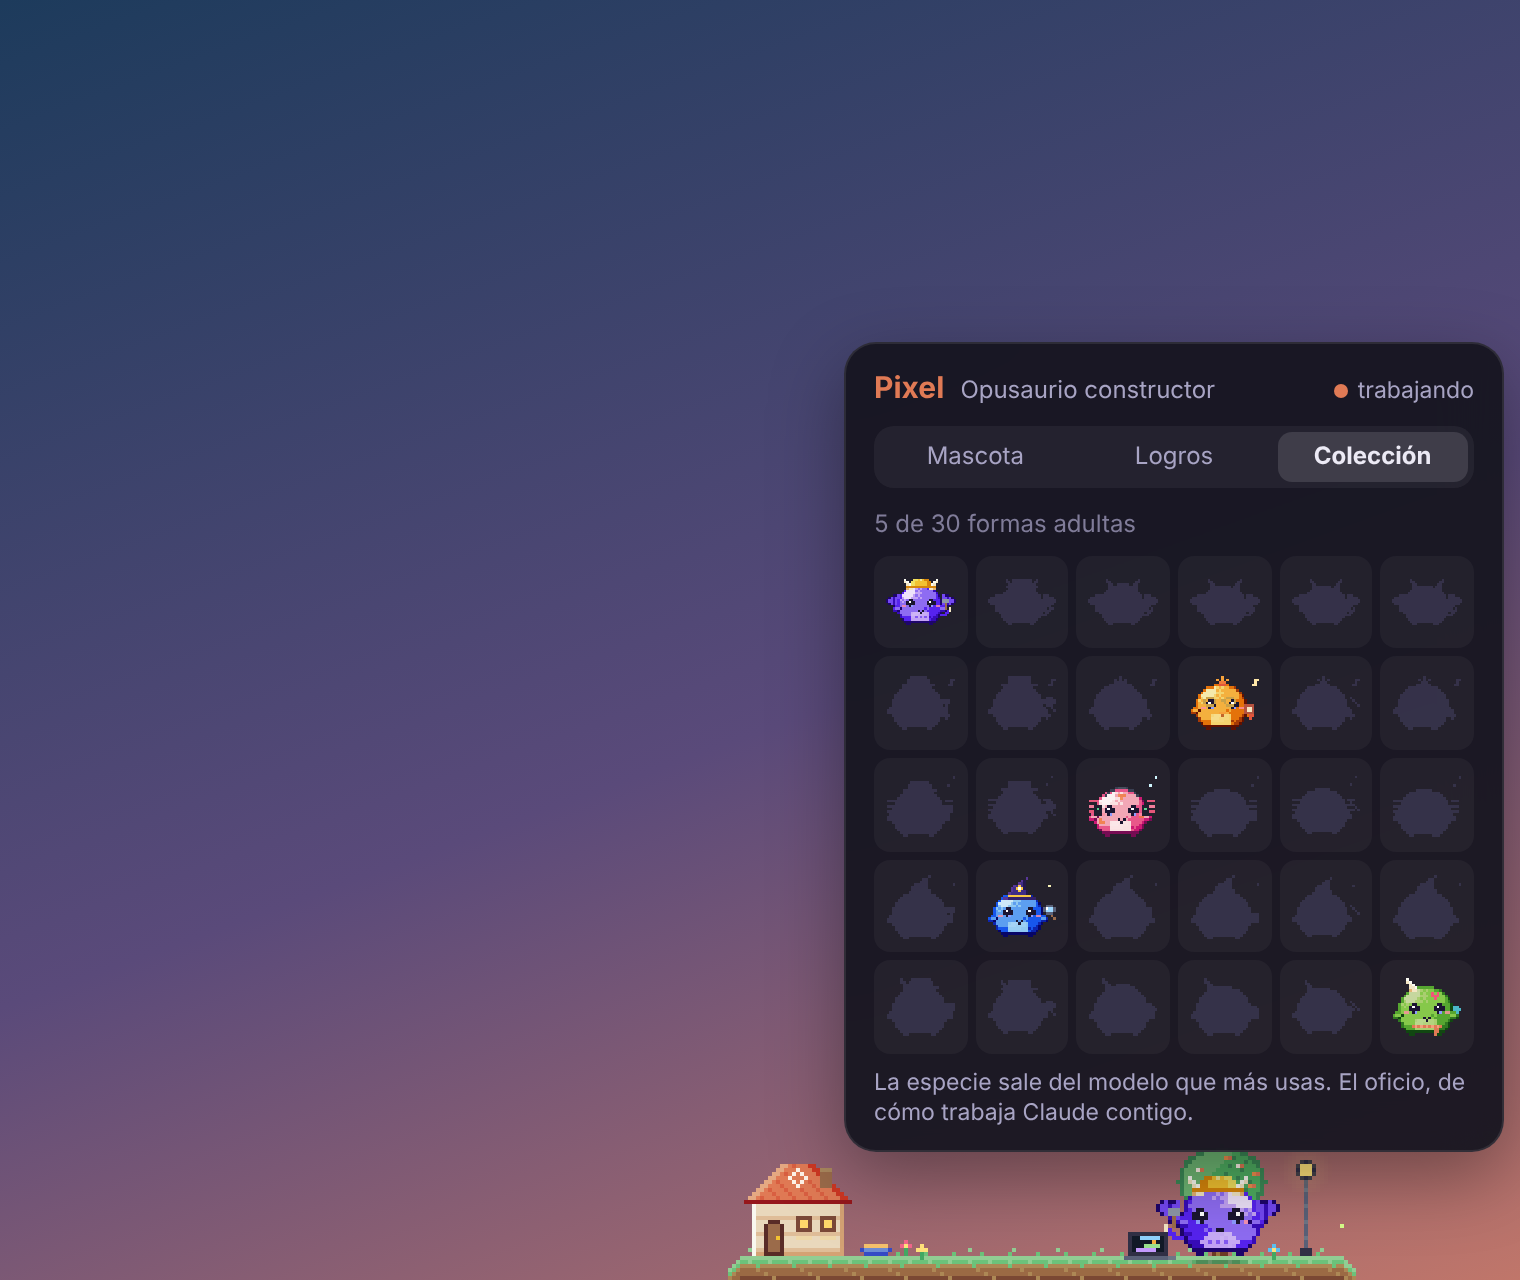 Pixel Opusaurio constructor trabajando
Mascota Logros Colección
5 de 30 formas adultas
La especie sale del modelo que más usas. El oficio, de
cómo trabaja Claude contigo.